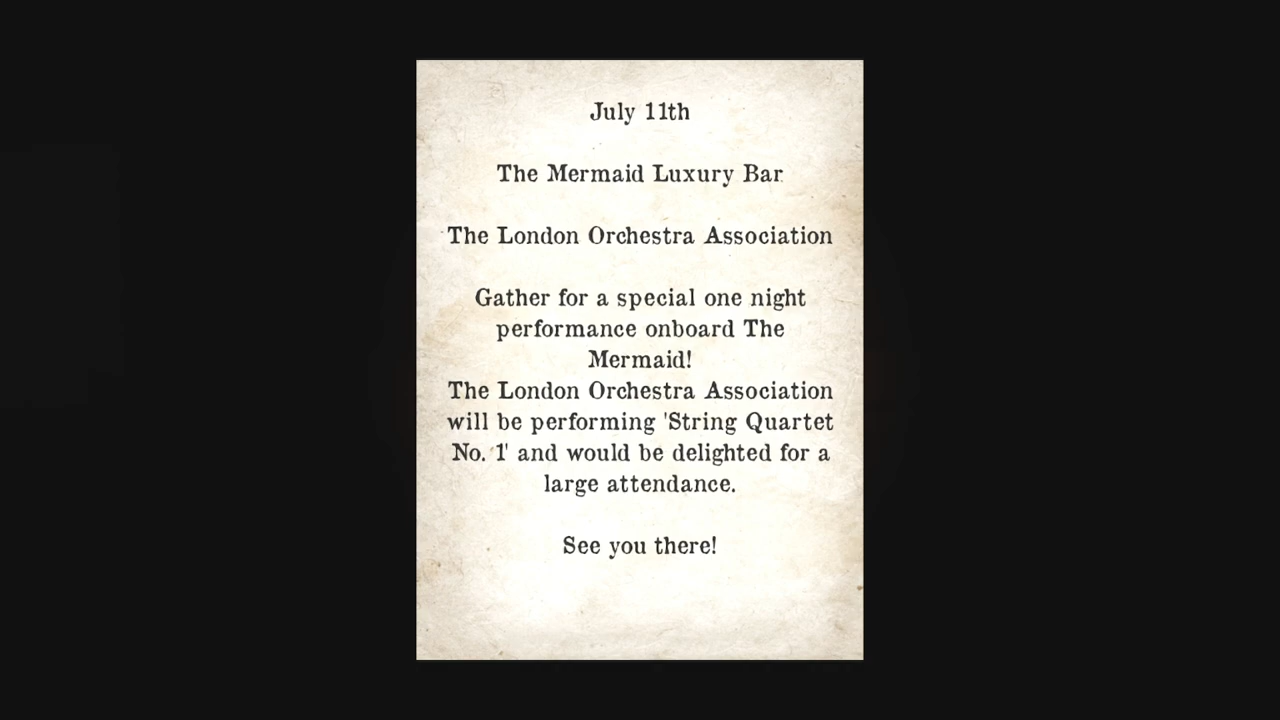 July 11th
The Mermaid Luxury Bar
The London Orchestra Association
Gather for a special one night
performance onboard The
Mermaid!
The London Orchestra Association
will be performing 'String Quartet
No. 1' and would be delighted for a
large attendance.
See you there!